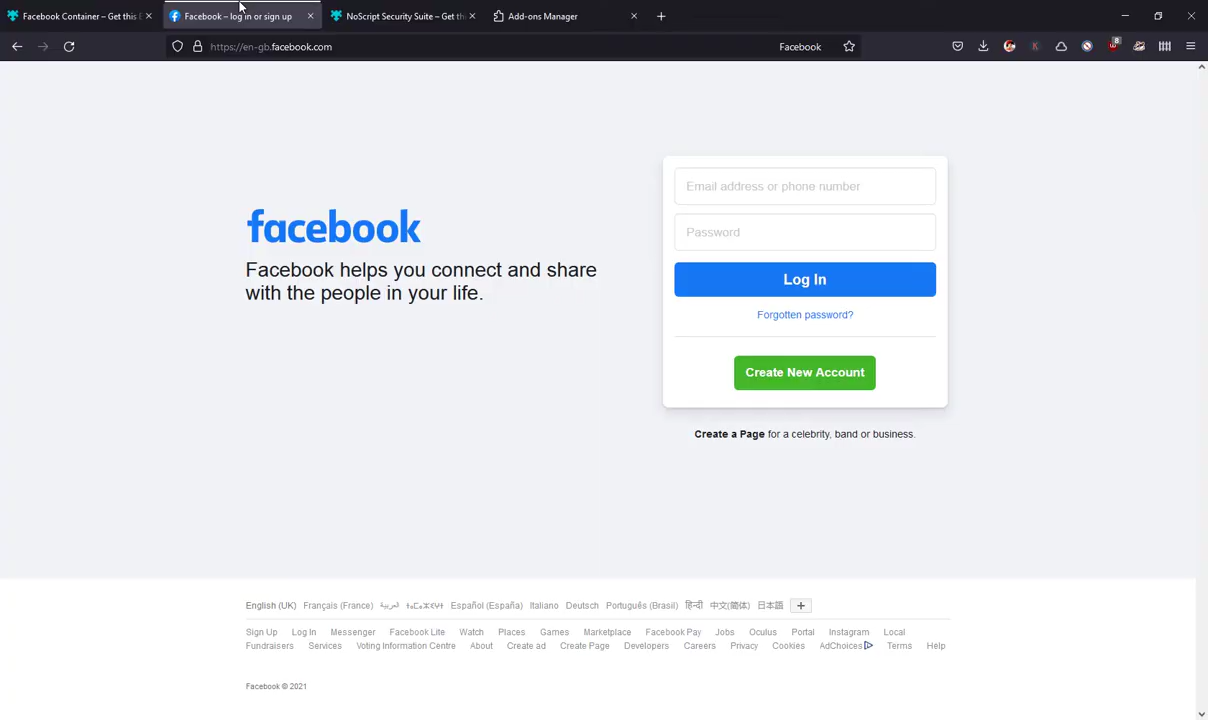 Facebook Container – Get this E
Facebook – log in or sign up
NoScript Security Suite – Get th
Add-ons Manager
https://en-gb.facebook.com
Facebook
8
facebook
Facebook helps you connect and share
with the people in your life.
Email address or phone number
Password
Log In
Forgotten password?
Create New Account
Create a Page for a celebrity, band or business.
English (UK) Français (France) العربية ⵜⴰⵎⴰⵣⵉⵖⵜ Español (España) Italiano Deutsch Português (Brasil) हिन्दी 中文(简体) 日本語 +
Sign Up Log In Messenger Facebook Lite Watch Places Games Marketplace Facebook Pay Jobs Oculus Portal Instagram Local
Fundraisers Services Voting Information Centre About Create ad Create Page Developers Careers Privacy Cookies AdChoices Terms Help
Facebook © 2021